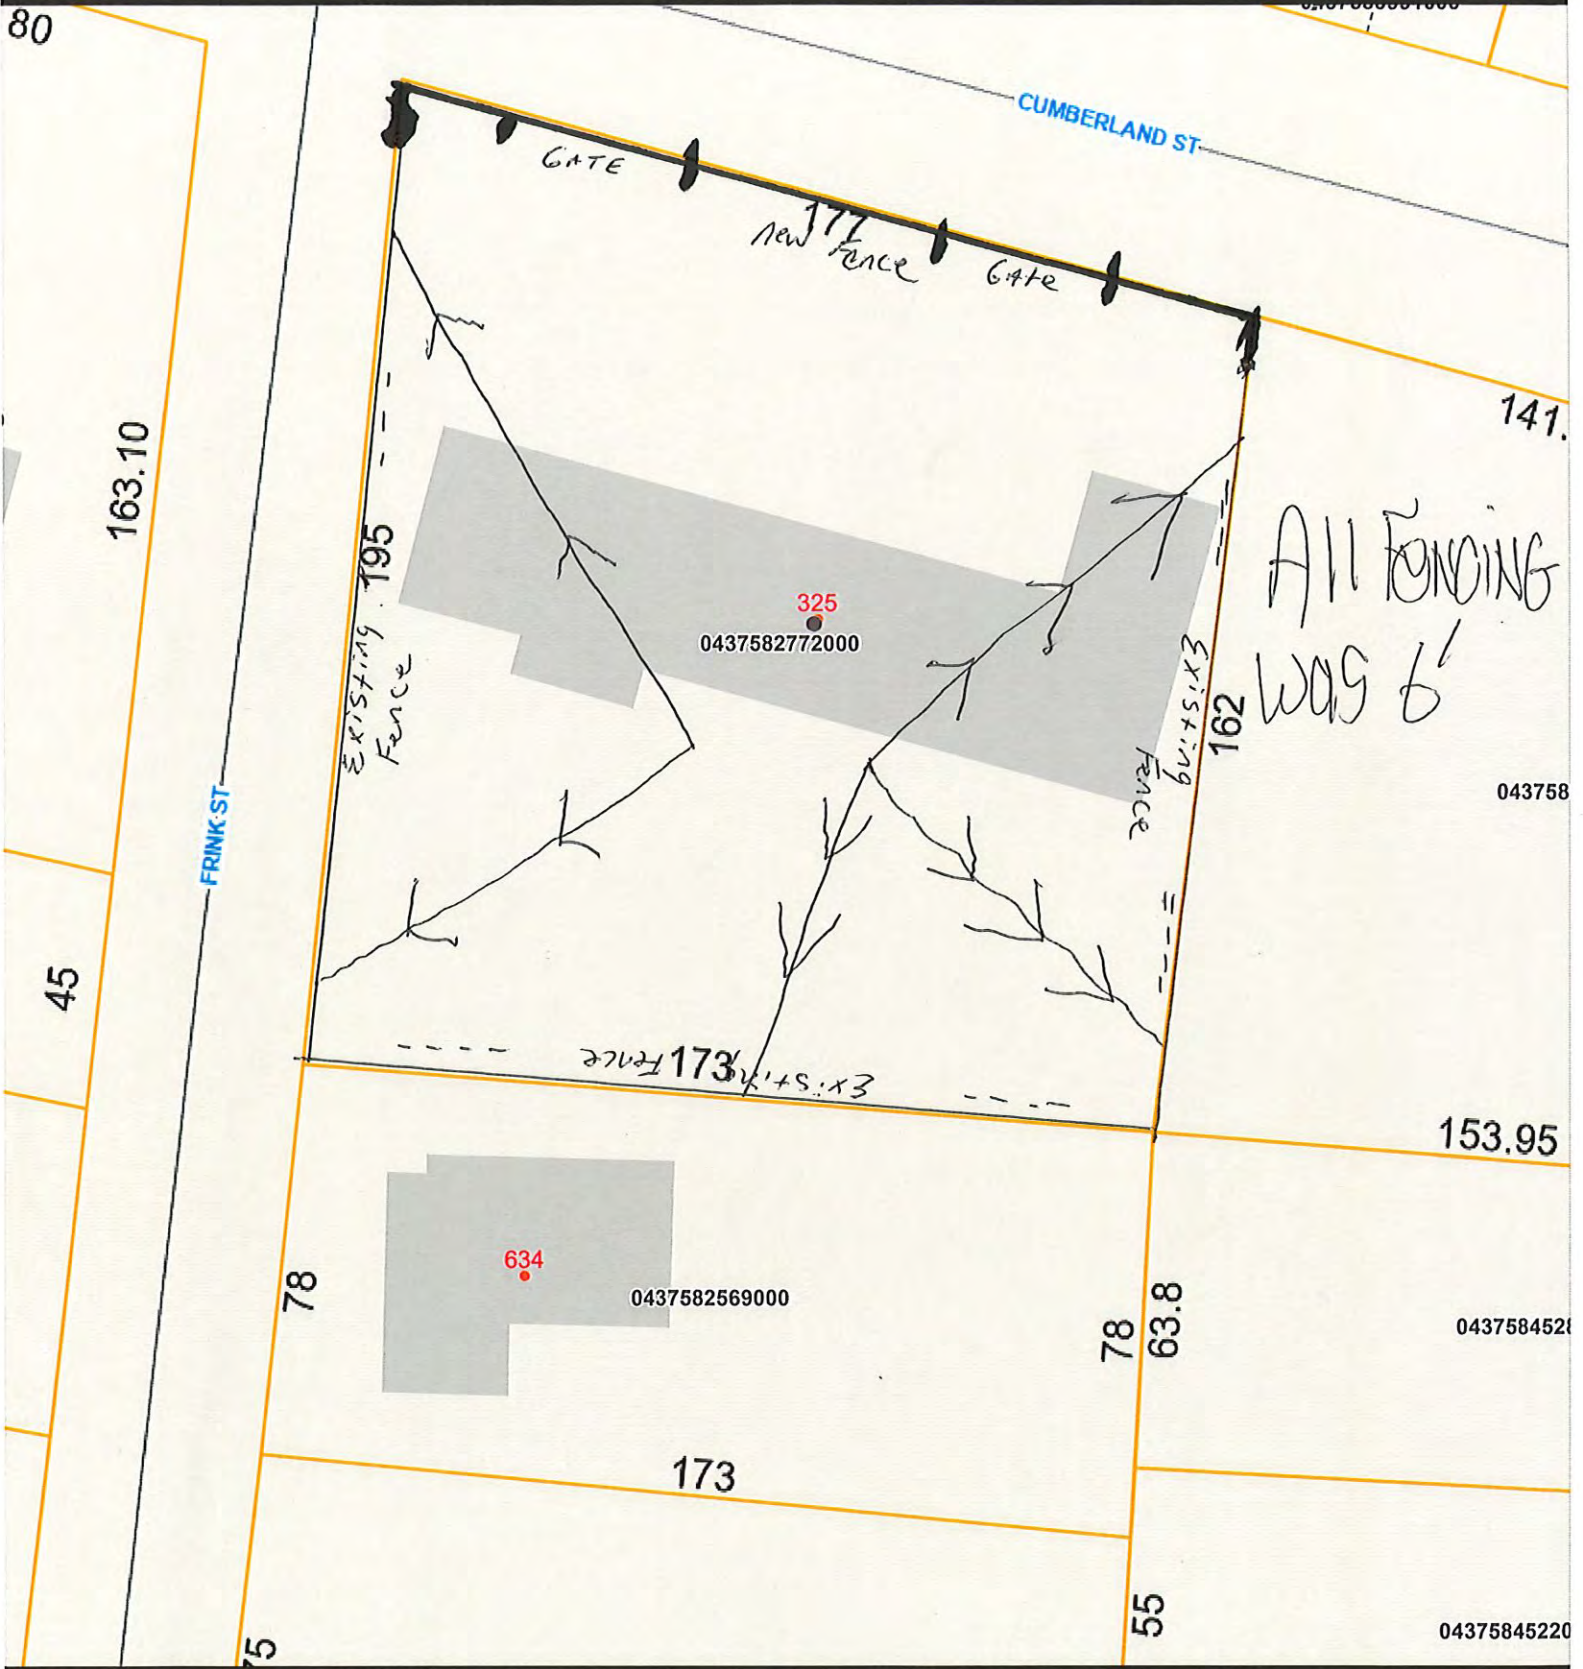 80
CUMBERLAND ST
GATE
177
new Fence
GATE
141.
163.10
195
Existing
Fence
325
0437582772000
Existing
Fence
162
All FENCING
WAS 6'
043758
FRINK ST
45
Existing Fence
173
153.95
634
0437582569000
78
78
63.8
0437584528
173
55
04375845220